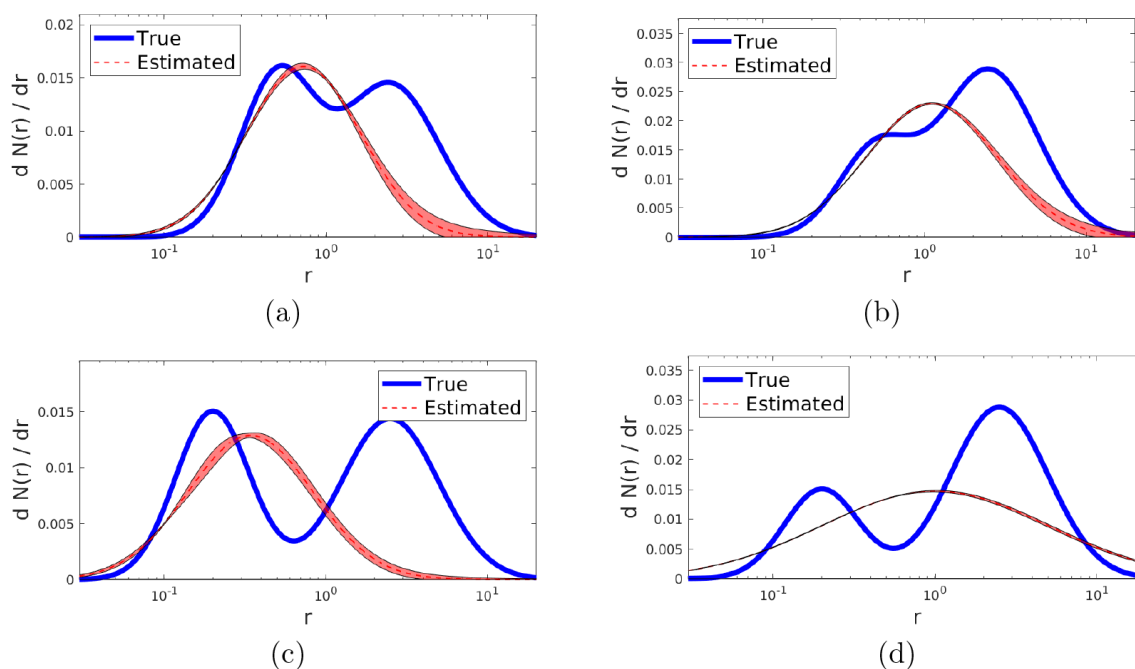 0.02
0.015
0.01
0.005
0
d N(r) / dr
True
Estimated
10^-1
10^0
10^1
r
(a)
0.035
0.03
0.025
0.02
0.015
0.01
0.005
0
d N(r) / dr
True
Estimated
10^-1
10^0
10^1
r
(b)
0.015
0.01
0.005
0
d N(r) / dr
True
Estimated
10^-1
10^0
10^1
r
(c)
0.035
0.03
0.025
0.02
0.015
0.01
0.005
0
d N(r) / dr
True
Estimated
10^-1
10^0
10^1
r
(d)